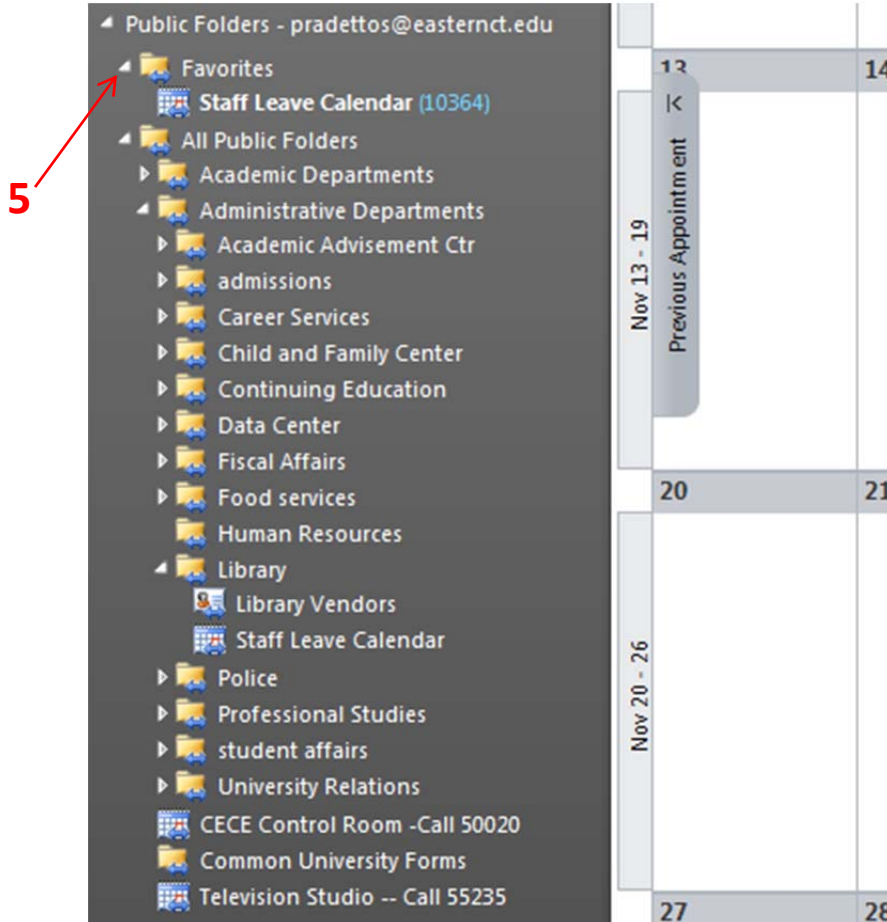 Public Folders - pradettos@easternct.edu
Favorites
Staff Leave Calendar (10364)
All Public Folders
Academic Departments
5
Administrative Departments
Academic Advisement Ctr
admissions
Career Services
Child and Family Center
Continuing Education
Data Center
Fiscal Affairs
Food services
Human Resources
Library
Library Vendors
Staff Leave Calendar
Police
Professional Studies
student affairs
University Relations
CECE Control Room -Call 50020
Common University Forms
Television Studio -- Call 55235
13
14
Nov 13 - 19
Previous Appointment
20
21
Nov 20 - 26
27
28